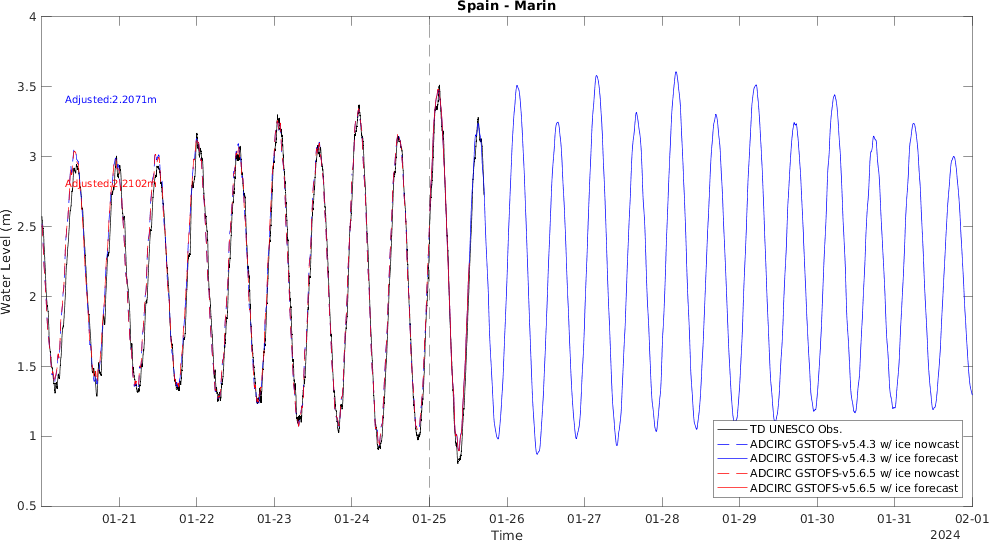 Spain - Marin
4
3.5
3
2.5
2
1.5
1
0.5
Water Level (m)
Adjusted:2.2071m
Adjusted:2.2102m
TD UNESCO Obs.
ADCIRC GSTOFS-v5.4.3 w/ ice nowcast
ADCIRC GSTOFS-v5.4.3 w/ ice forecast
ADCIRC GSTOFS-v5.6.5 w/ ice nowcast
ADCIRC GSTOFS-v5.6.5 w/ ice forecast
01-21 01-22 01-23 01-24 01-25 01-26 01-27 01-28 01-29 01-30 01-31 02-01
Time
2024